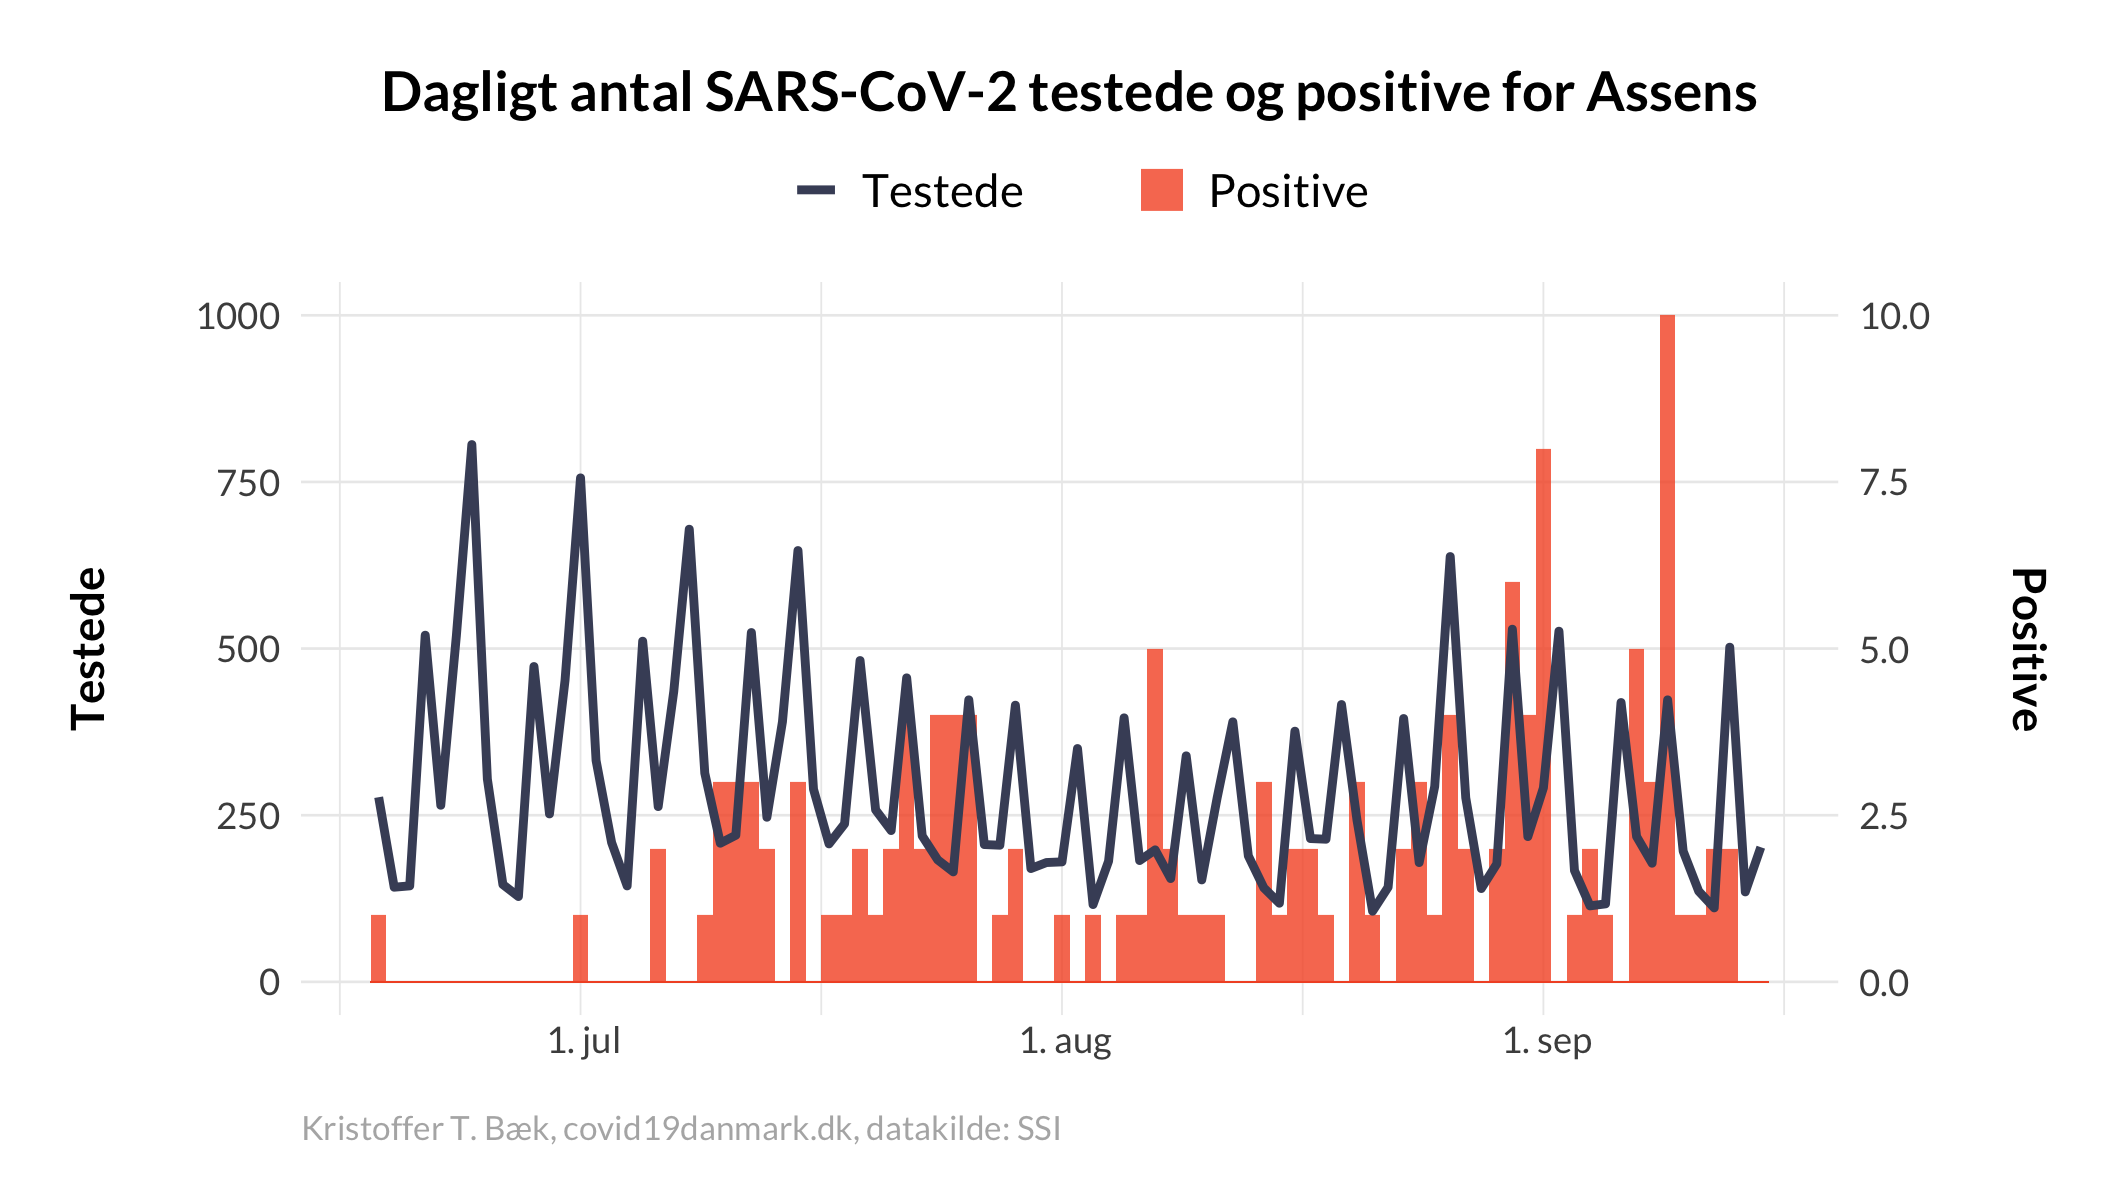 Dagligt antal SARS-CoV-2 testede og positive for Assens
Testede
Positive
1000
750
500
250
0
10.0
7.5
5.0
2.5
0.0
Testede
Positive
1. jul
1. aug
1. sep
Kristoffer T. Bæk, covid19danmark.dk, datakilde: SSI